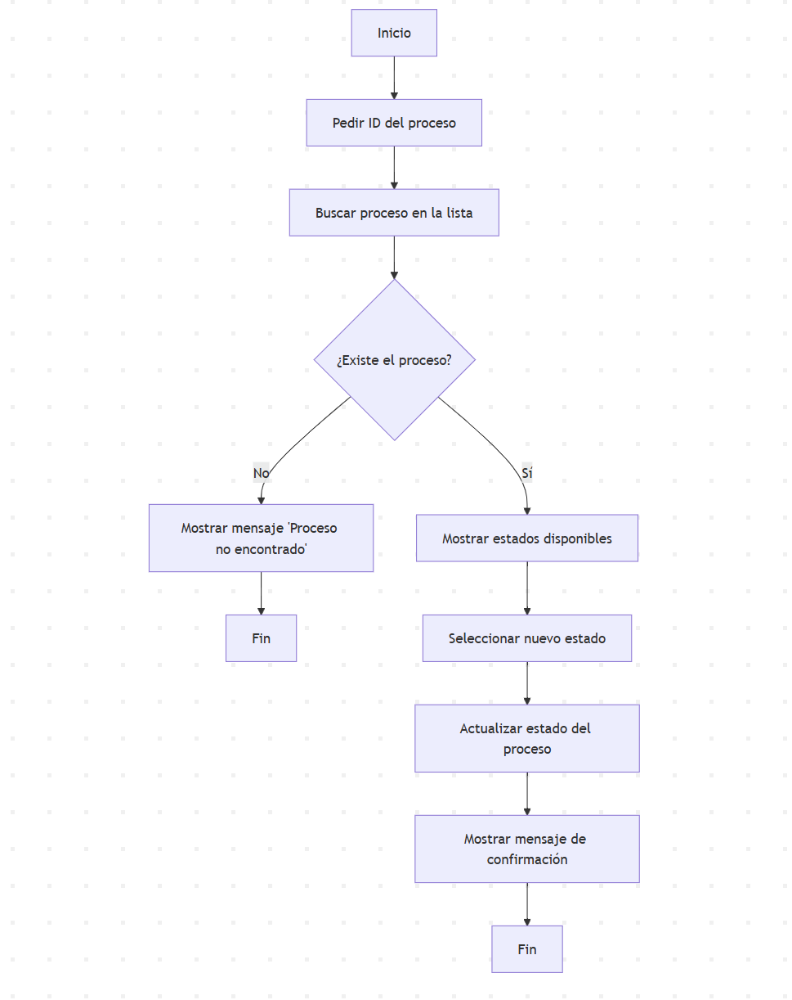 Inicio
Pedir ID del proceso
Buscar proceso en la lista
¿Existe el proceso?
No
Sí
Mostrar mensaje 'Proceso
no encontrado'
Mostrar estados disponibles
Fin
Seleccionar nuevo estado
Actualizar estado del
proceso
Mostrar mensaje de
confirmación
Fin